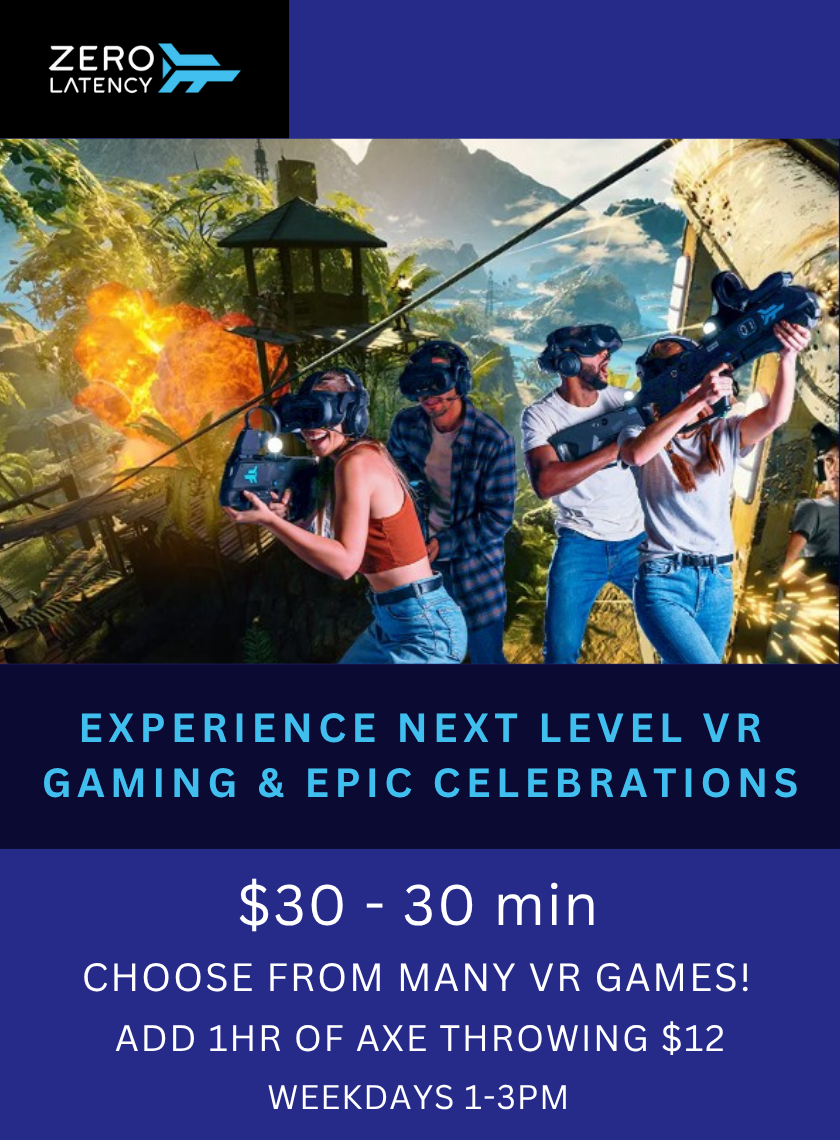 ZERO
LATENCY
EXPERIENCE NEXT LEVEL VR
GAMING & EPIC CELEBRATIONS
$30 - 30 min
CHOOSE FROM MANY VR GAMES!
ADD 1HR OF AXE THROWING $12
WEEKDAYS 1-3PM